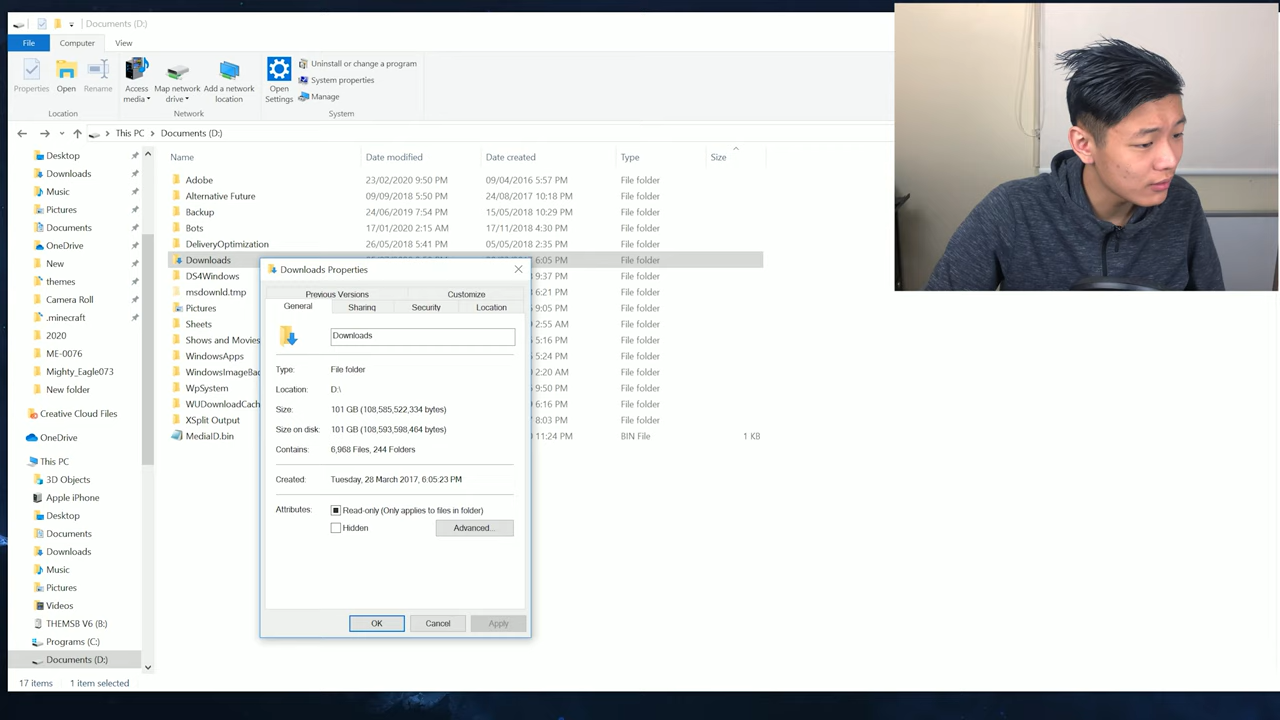 Documents (D:)
File Computer View
Properties Open Rename
Access media Map network drive Add a network location
Open Settings
Uninstall or change a program
System properties
Manage
Location Network System
This PC Documents (D:)
Name Date modified Date created Type Size
Desktop
Downloads
Music
Pictures
Documents
OneDrive
New
themes
Camera Roll
.minecraft
2020
ME-0076
Mighty_Eagle073
New folder
Creative Cloud Files
OneDrive
This PC
3D Objects
Apple iPhone
Desktop
Documents
Downloads
Music
Pictures
Videos
THEMSB V6 (B:)
Programs (C:)
Documents (D:)
Adobe 23/02/2020 9:50 PM 09/04/2016 5:57 PM File folder
Alternative Future 09/09/2018 5:50 PM 24/08/2017 10:18 PM File folder
Backup 24/06/2019 7:54 PM 15/05/2018 10:29 PM File folder
Bots 17/01/2020 2:15 AM 17/11/2018 4:30 PM File folder
DeliveryOptimization 26/05/2018 5:41 PM 05/05/2018 2:35 PM File folder
Downloads 6:05 PM File folder
DS4Windows 9:37 PM File folder
msdownld.tmp 6:21 PM File folder
Pictures 9:05 PM File folder
Sheets 2:55 AM File folder
Shows and Movies 5:16 PM File folder
WindowsApps 5:24 PM File folder
WindowsImageBac 2:20 AM File folder
WpSystem 9:50 PM File folder
WUDownloadCach 6:16 PM File folder
XSplit Output 8:03 PM File folder
MediaID.bin 11:24 PM BIN File 1 KB
Downloads Properties
Previous Versions Customize
General Sharing Security Location
Downloads
Type: File folder
Location: D:\
Size: 101 GB (108,585,522,334 bytes)
Size on disk: 101 GB (108,593,598,464 bytes)
Contains: 6,968 Files, 244 Folders
Created: Tuesday, 28 March 2017, 6:05:23 PM
Attributes: Read-only (Only applies to files in folder)
Hidden Advanced...
OK Cancel Apply
17 items 1 item selected